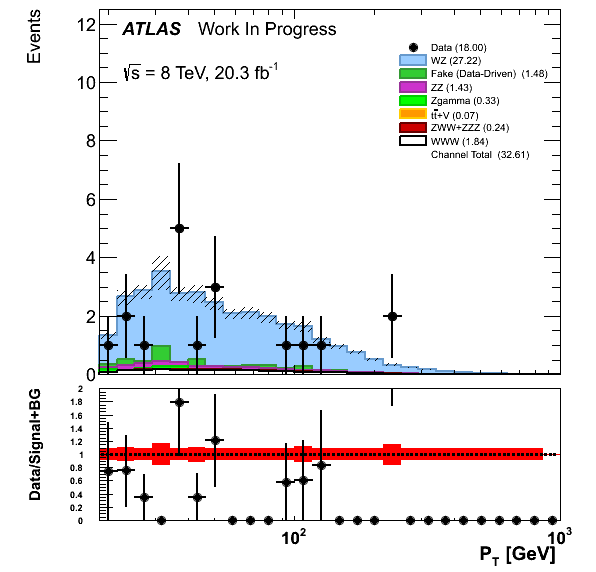 Events
ATLAS Work In Progress
√s = 8 TeV, 20.3 fb⁻¹
Data (18.00)
WZ (27.22)
Fake (Data-Driven) (1.48)
ZZ (1.43)
Zgamma (0.33)
tt̄+V (0.07)
ZWW+ZZZ (0.24)
WWW (1.84)
Channel Total (32.61)
12
10
8
6
4
2
0
Data/Signal+BG
2
1.8
1.6
1.4
1.2
1
0.8
0.6
0.4
0.2
0
10²
10³
P_T [GeV]